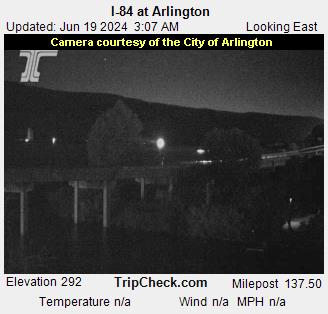 I-84 at Arlington
Updated: Jun 19 2024 3:07 AM Looking East
Camera courtesy of the City of Arlington
Elevation 292 TripCheck.com Milepost 137.50
Temperature n/a Wind n/a MPH n/a